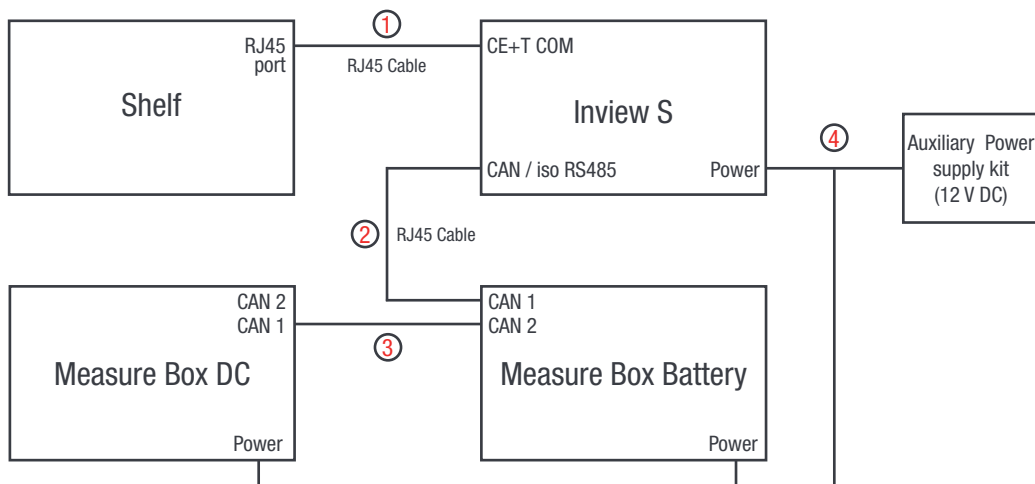 1
RJ45
port
CE+T COM
RJ45 Cable
Shelf
Inview S
4
Auxiliary Power
supply kit
(12 V DC)
CAN / iso RS485
Power
2
RJ45 Cable
CAN 2
CAN 1
CAN 1
CAN 2
3
Measure Box DC
Measure Box Battery
Power
Power